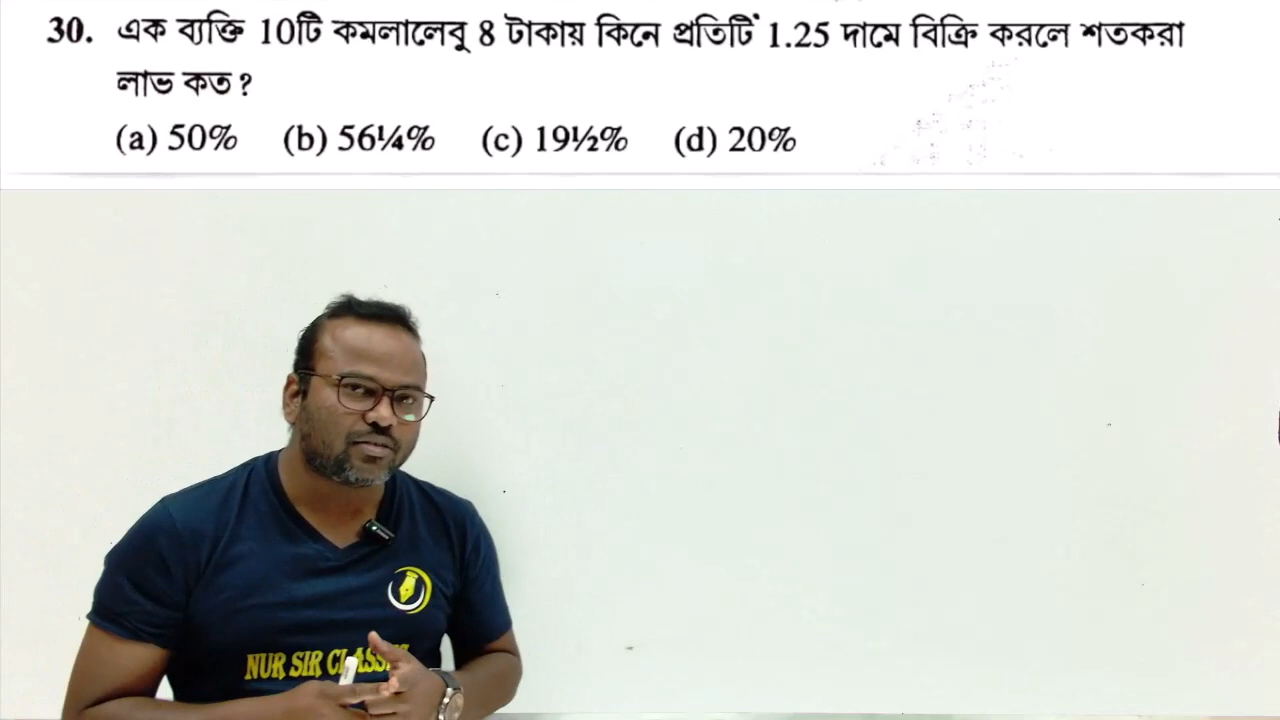 30. এক ব্যক্তি 10টি কমলালেবু 8 টাকায় কিনে প্রতিটি 1.25 দামে বিক্রি করলে শতকরা
লাভ কত?
(a) 50% (b) 56¼% (c) 19½% (d) 20%
NUR SIR CLASSES